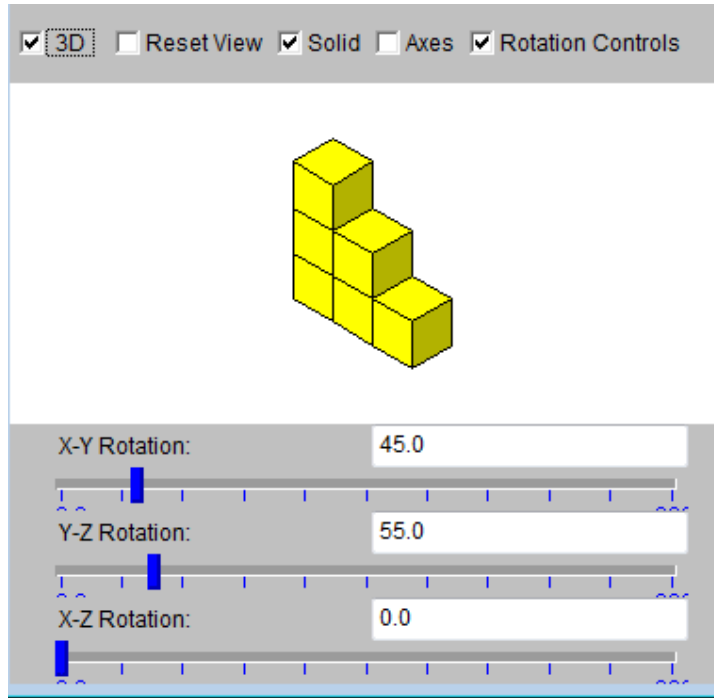 3D Reset View Solid Axes Rotation Controls
X-Y Rotation: 45.0
Y-Z Rotation: 55.0
X-Z Rotation: 0.0